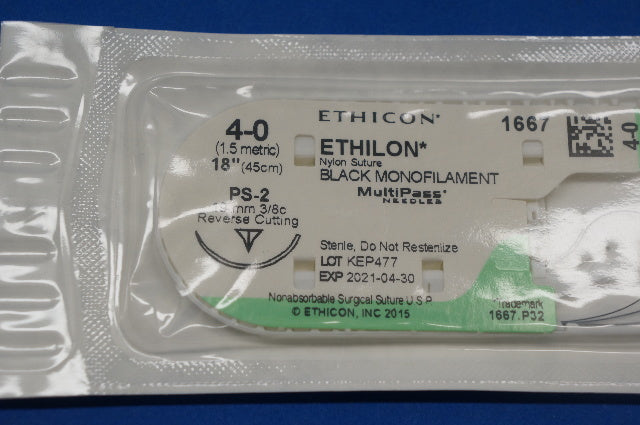 ETHICON*
4-0
(1.5 metric)
18" (45cm)
PS-2
19 mm 3/8c
Reverse Cutting
1667
ETHILON*
Nylon Suture
BLACK MONOFILAMENT
MultiPass*
NEEDLES
Sterile, Do Not Resterilize
LOT KEP477
EXP 2021-04-30
Nonabsorbable Surgical Suture U.S.P.
© ETHICON, INC 2015
*Trademark
1667.P32
4-0